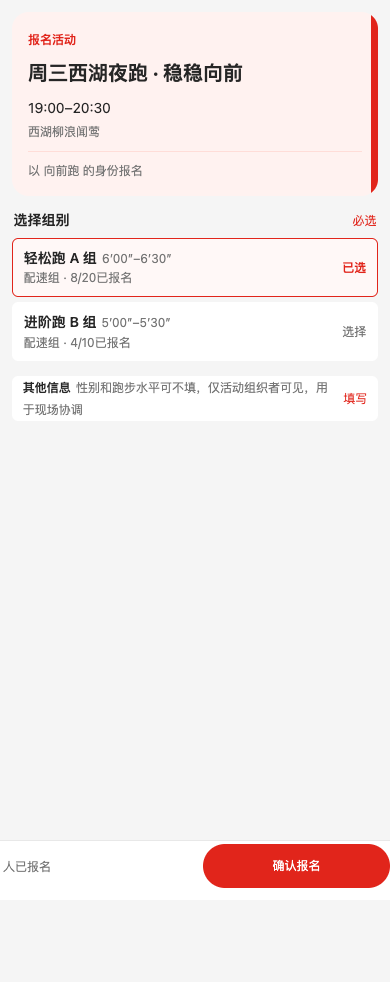 报名活动
周三西湖夜跑 · 稳稳向前
19:00–20:30
西湖柳浪闻莺
以 向前跑 的身份报名
选择组别 必选
轻松跑 A 组 6’00”–6’30”
配速组 · 8/20已报名
已选
进阶跑 B 组 5’00”–5’30”
配速组 · 4/10已报名
选择
其他信息 性别和跑步水平可不填，仅活动组织者可见，用
于现场协调
填写
人已报名
确认报名